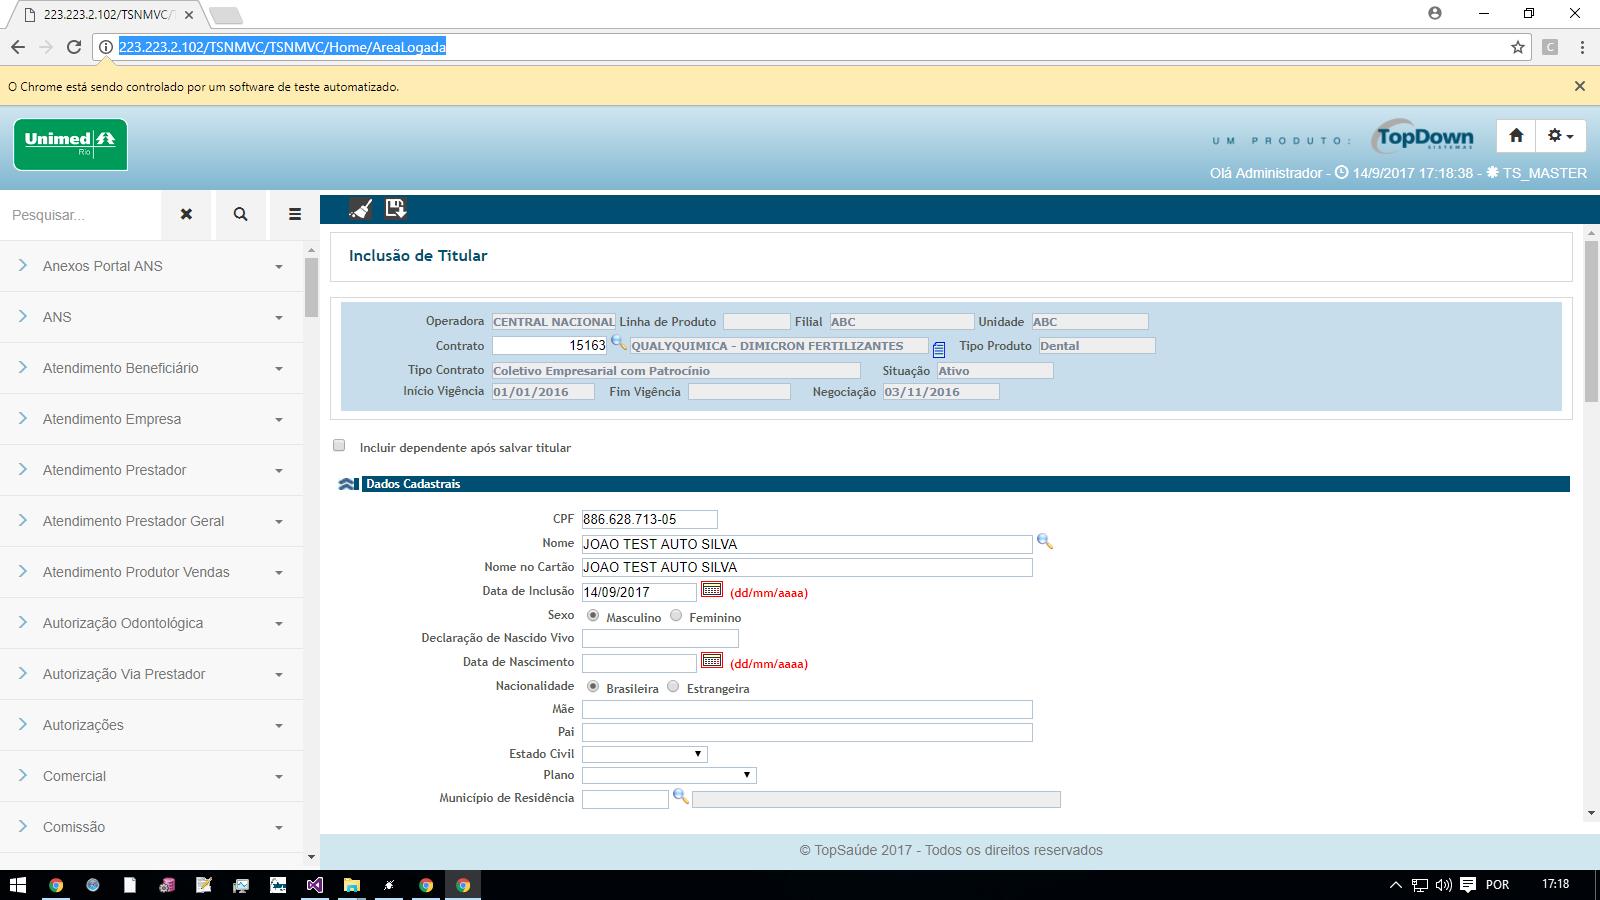 223.223.2.102/TSNMVC/T
223.223.2.102/TSNMVC/TSNMVC/Home/AreaLogada
C
O Chrome está sendo controlado por um software de teste automatizado.
Unimed
Rio
UM PRODUTO:
TopDown
SISTEMAS
Olá Administrador - 14/9/2017 17:18:38 - TS_MASTER
Pesquisar...
Anexos Portal ANS
ANS
Atendimento Beneficiário
Atendimento Empresa
Atendimento Prestador
Atendimento Prestador Geral
Atendimento Produtor Vendas
Autorização Odontológica
Autorização Via Prestador
Autorizações
Comercial
Comissão
Inclusão de Titular
Operadora CENTRAL NACIONAL Linha de Produto Filial ABC Unidade ABC
Contrato 15163 QUALYQUIMICA - DIMICRON FERTILIZANTES Tipo Produto Dental
Tipo Contrato Coletivo Empresarial com Patrocínio Situação Ativo
Início Vigência 01/01/2016 Fim Vigência Negociação 03/11/2016
Incluir dependente após salvar titular
Dados Cadastrais
CPF 886.628.713-05
Nome JOAO TEST AUTO SILVA
Nome no Cartão JOAO TEST AUTO SILVA
Data de Inclusão 14/09/2017 (dd/mm/aaaa)
Sexo Masculino Feminino
Declaração de Nascido Vivo
Data de Nascimento (dd/mm/aaaa)
Nacionalidade Brasileira Estrangeira
Mãe
Pai
Estado Civil
Plano
Município de Residência
© TopSaúde 2017 - Todos os direitos reservados
POR 17:18